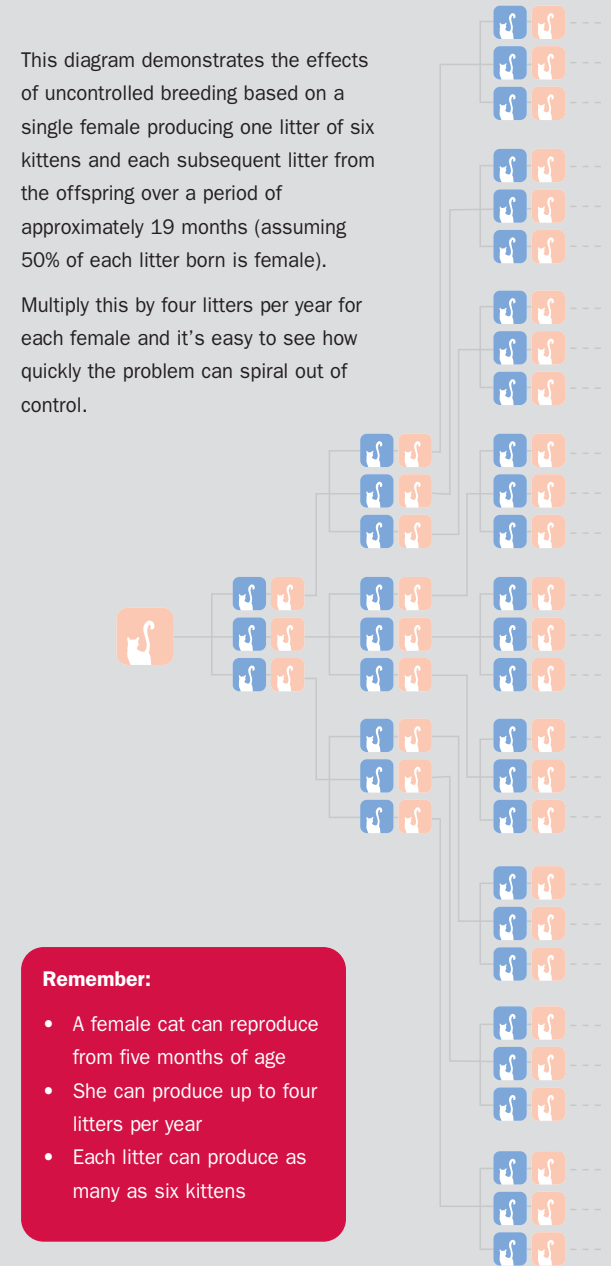 This diagram demonstrates the effects
of uncontrolled breeding based on a
single female producing one litter of six
kittens and each subsequent litter from
the offspring over a period of
approximately 19 months (assuming
50% of each litter born is female).
Multiply this by four litters per year for
each female and it's easy to see how
quickly the problem can spiral out of
control.
Remember:
• A female cat can reproduce
from five months of age
• She can produce up to four
litters per year
• Each litter can produce as
many as six kittens